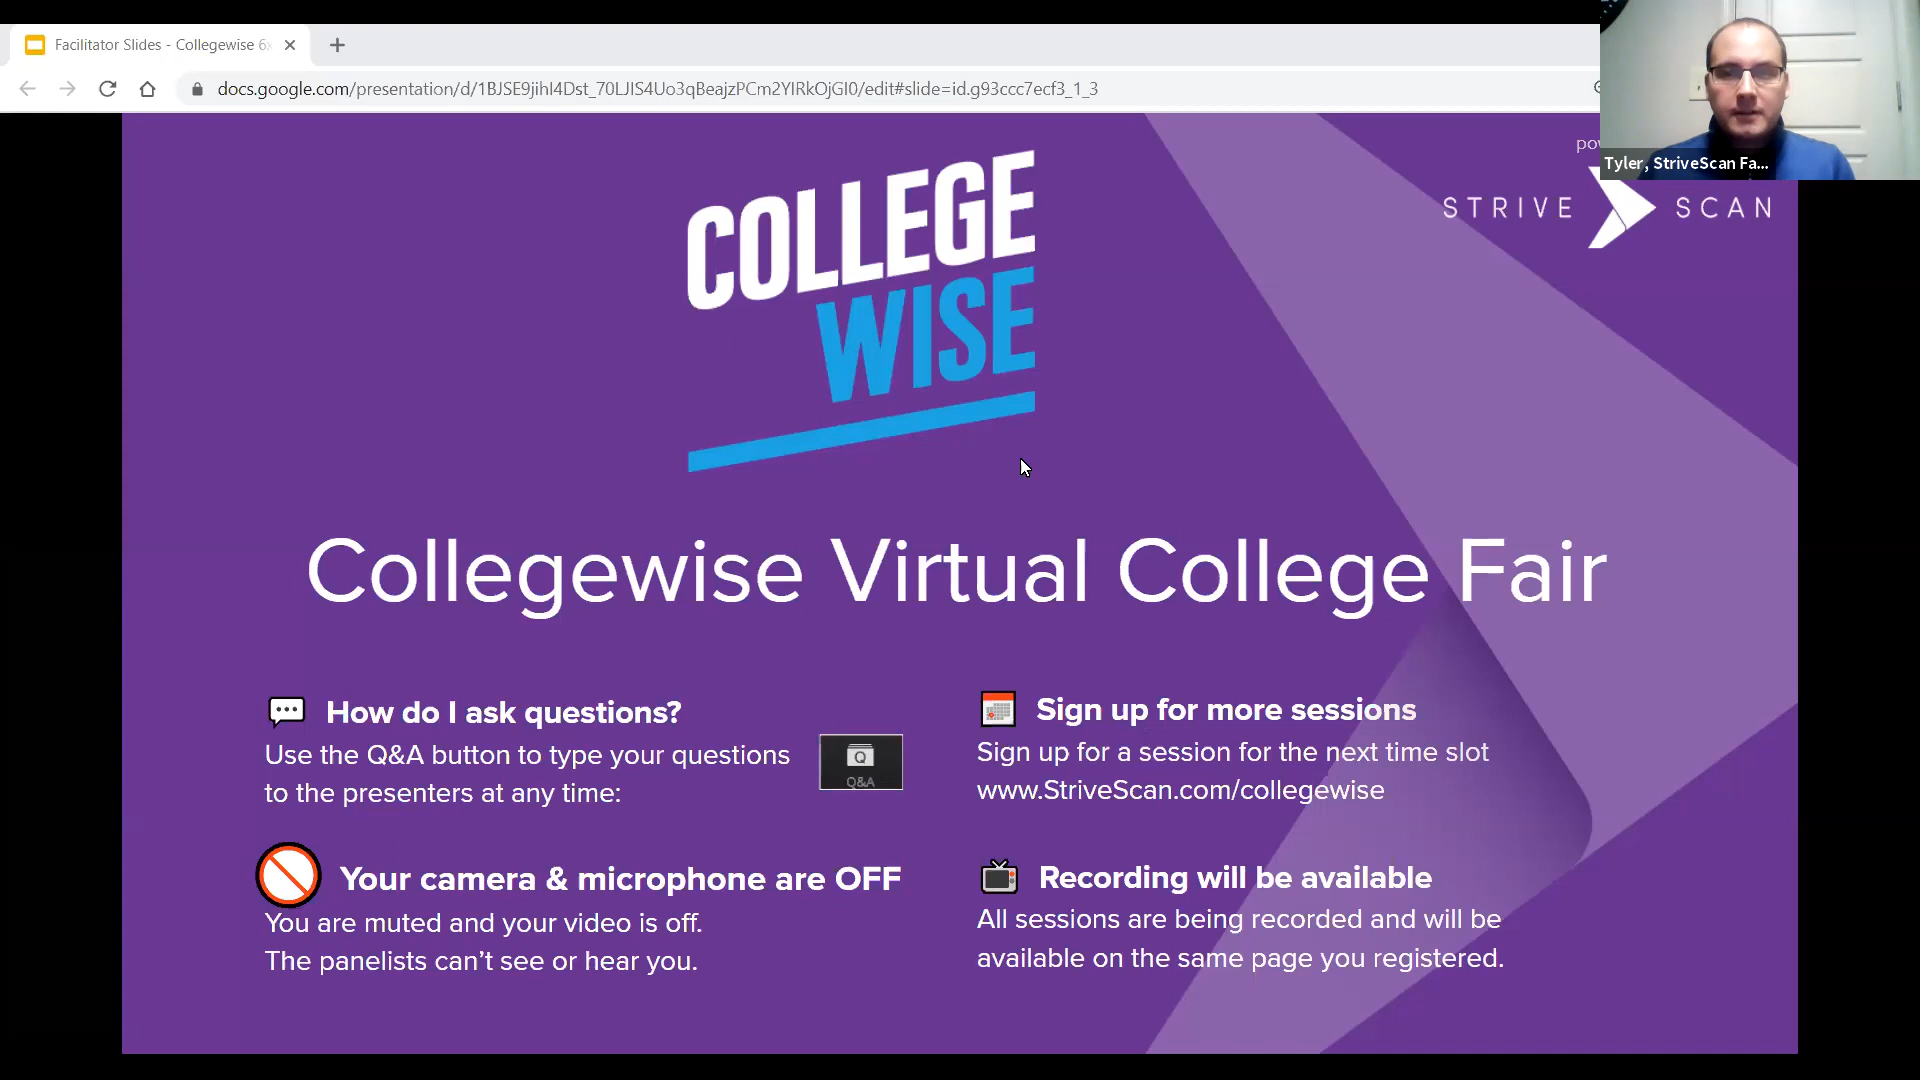 Facilitator Slides - Collegewise 6x
docs.google.com/presentation/d/1BJSE9jihI4Dst_70LJIS4Uo3qBeajzPCm2YlRkOjGI0/edit#slide=id.g93ccc7ecf3_1_3
Tyler, StriveScan Fa...
STRIVE SCAN
COLLEGE
WISE
Collegewise Virtual College Fair
How do I ask questions?
Use the Q&A button to type your questions
to the presenters at any time:
Q
Q&A
Sign up for more sessions
Sign up for a session for the next time slot
www.StriveScan.com/collegewise
Your camera & microphone are OFF
You are muted and your video is off.
The panelists can't see or hear you.
Recording will be available
All sessions are being recorded and will be
available on the same page you registered.